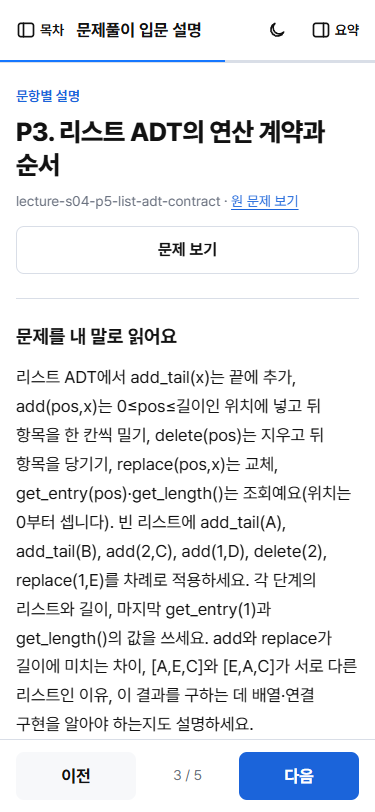 목차 문제풀이 입문 설명 요약
문항별 설명
P3. 리스트 ADT의 연산 계약과
순서
lecture-s04-p5-list-adt-contract · 원 문제 보기
문제 보기
문제를 내 말로 읽어요
리스트 ADT에서 add_tail(x)는 끝에 추가,
add(pos,x)는 0≤pos≤길이인 위치에 넣고 뒤
항목을 한 칸씩 밀기, delete(pos)는 지우고 뒤
항목을 당기기, replace(pos,x)는 교체,
get_entry(pos)·get_length()는 조회예요(위치는
0부터 셉니다). 빈 리스트에 add_tail(A),
add_tail(B), add(2,C), add(1,D), delete(2),
replace(1,E)를 차례로 적용하세요. 각 단계의
리스트와 길이, 마지막 get_entry(1)과
get_length()의 값을 쓰세요. add와 replace가
길이에 미치는 차이, [A,E,C]와 [E,A,C]가 서로 다른
리스트인 이유, 이 결과를 구하는 데 배열·연결
구현을 알아야 하는지도 설명하세요.
이전 3 / 5 다음